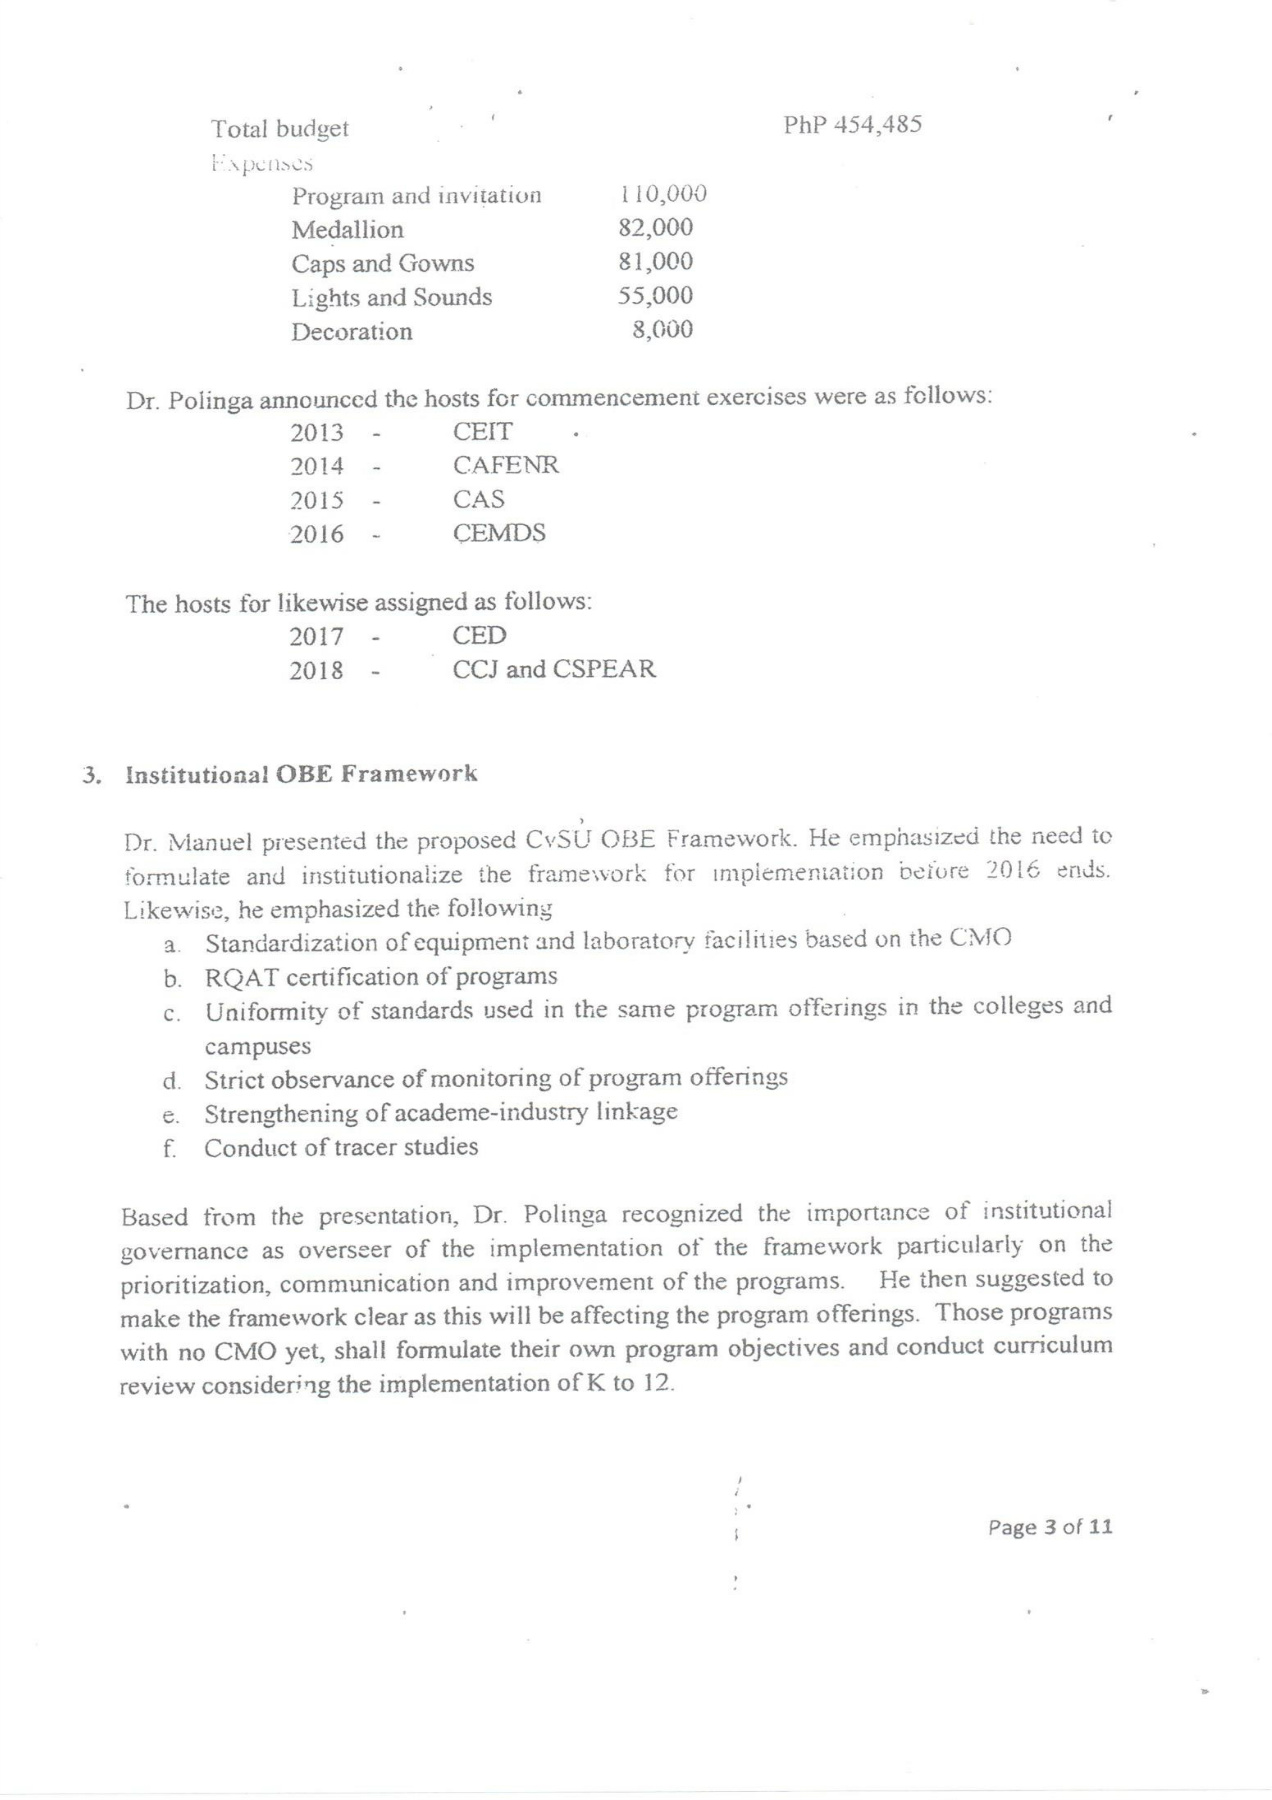 Total budget PhP 454,485
Expenses
Program and invitation 110,000
Medallion 82,000
Caps and Gowns 81,000
Lights and Sounds 55,000
Decoration 8,000
Dr. Polinga announced the hosts for commencement exercises were as follows:
2013 - CEIT
2014 - CAFENR
2015 - CAS
2016 - CEMDS
The hosts for likewise assigned as follows:
2017 - CED
2018 - CCJ and CSPEAR
3. Institutional OBE Framework
Dr. Manuel presented the proposed CvSU OBE Framework. He emphasized the need to
formulate and institutionalize the framework for implementation before 2016 ends.
Likewise, he emphasized the following
a. Standardization of equipment and laboratory facilities based on the CMO
b. RQAT certification of programs
c. Uniformity of standards used in the same program offerings in the colleges and
campuses
d. Strict observance of monitoring of program offerings
e. Strengthening of academe-industry linkage
f. Conduct of tracer studies
Based from the presentation, Dr. Polinga recognized the importance of institutional
governance as overseer of the implementation of the framework particularly on the
prioritization, communication and improvement of the programs. He then suggested to
make the framework clear as this will be affecting the program offerings. Those programs
with no CMO yet, shall formulate their own program objectives and conduct curriculum
review considering the implementation of K to 12.
Page 3 of 11